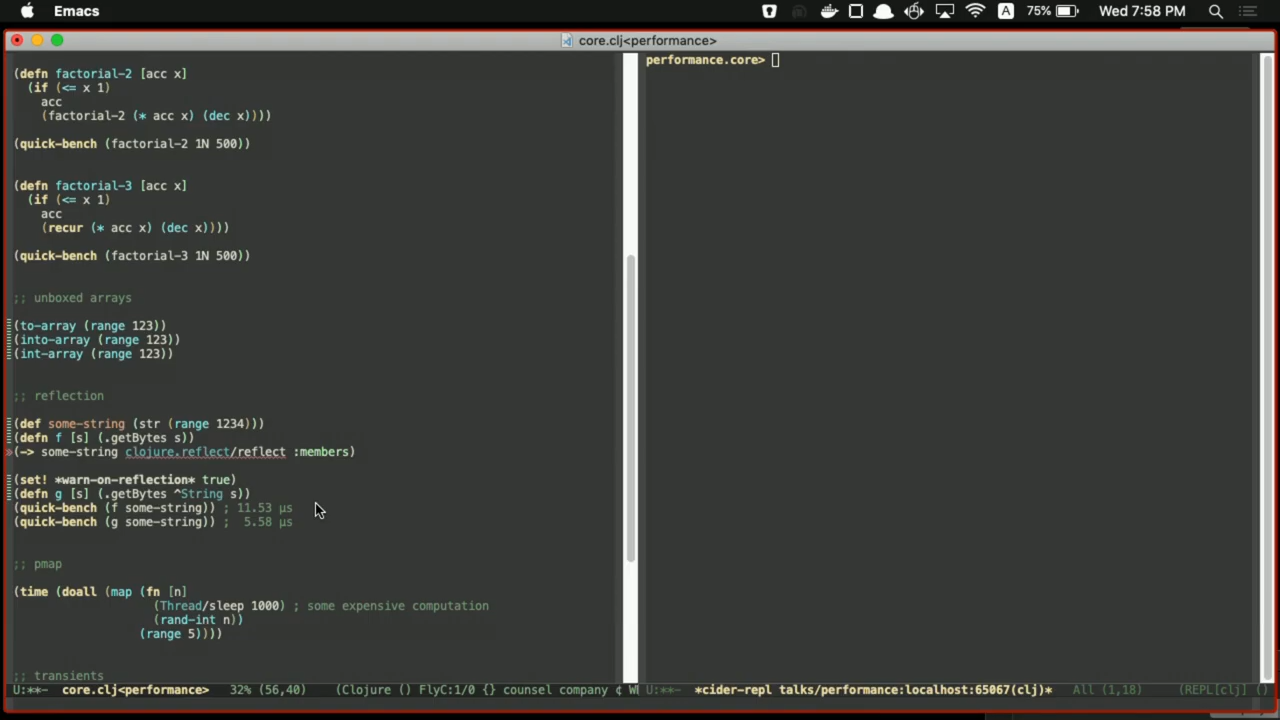 Emacs
A
75%
Wed 7:58 PM
core.clj<performance>
(defn factorial-2 [acc x]
  (if (<= x 1)
    acc
    (factorial-2 (* acc x) (dec x))))
(quick-bench (factorial-2 1N 500))
(defn factorial-3 [acc x]
  (if (<= x 1)
    acc
    (recur (* acc x) (dec x))))
(quick-bench (factorial-3 1N 500))
;; unboxed arrays
(to-array (range 123))
(into-array (range 123))
(int-array (range 123))
;; reflection
(def some-string (str (range 1234)))
(defn f [s] (.getBytes s))
(-> some-string clojure.reflect/reflect :members)
(set! *warn-on-reflection* true)
(defn g [s] (.getBytes ^String s))
(quick-bench (f some-string)) ; 11.53 µs
(quick-bench (g some-string)) ;  5.58 µs
;; pmap
(time (doall (map (fn [n]
                    (Thread/sleep 1000) ; some expensive computation
                    (rand-int n))
                  (range 5))))
;; transients
U:**-  core.clj<performance>   32% (56,40)    (Clojure () FlyC:1/0 {} counsel company ¢ W
performance.core>
U:**-  *cider-repl talks/performance:localhost:65067(clj)*   All (1,18)     (REPL[clj] ()